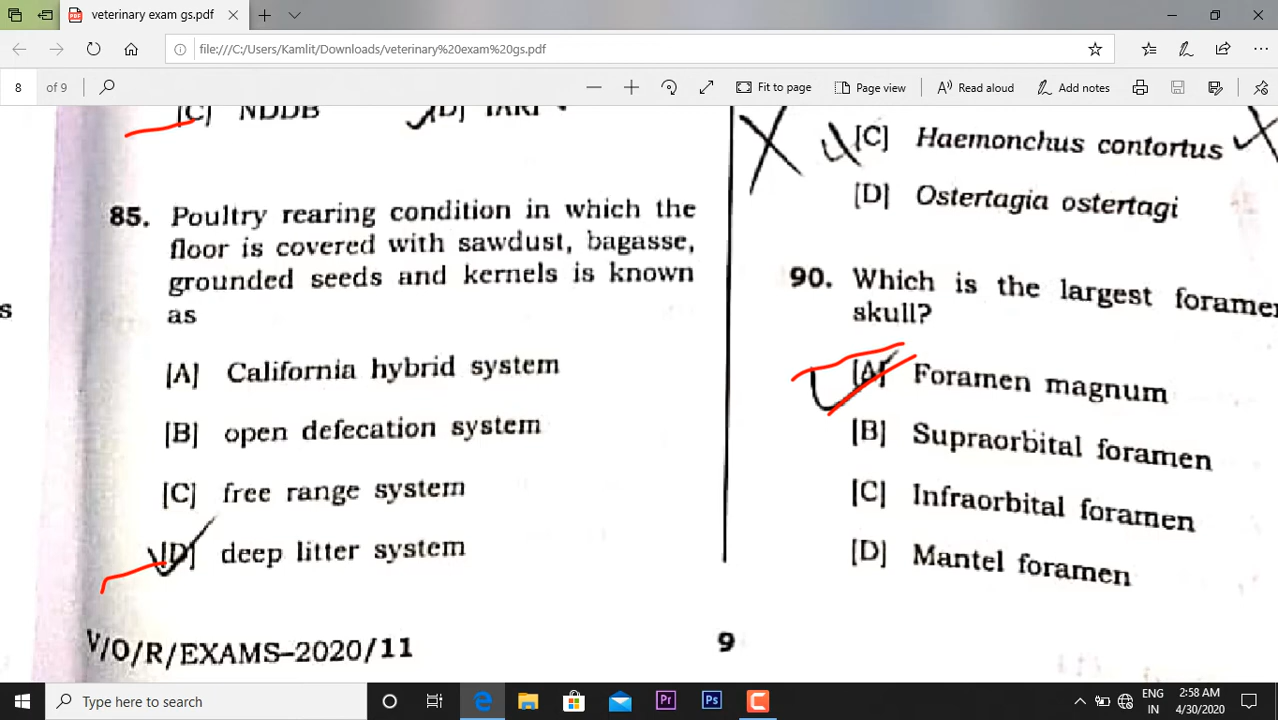 veterinary exam gs.pdf
file:///C:/Users/Kamlit/Downloads/veterinary%20exam%20gs.pdf
8 of 9
Fit to page
Page view
Read aloud
Add notes
[C] NDDB
[D] IARI
85. Poultry rearing condition in which the
floor is covered with sawdust, bagasse,
grounded seeds and kernels is known
as
[A] California hybrid system
[B] open defecation system
[C] free range system
[D] deep litter system
V/O/R/EXAMS–2020/11
9
s
[C] Haemonchus contortus
[D] Ostertagia ostertagi
90. Which is the largest forame
skull?
[A] Foramen magnum
[B] Supraorbital foramen
[C] Infraorbital foramen
[D] Mantel foramen
Type here to search
Pr
Ps
ENG
IN
2:58 AM
4/30/2020